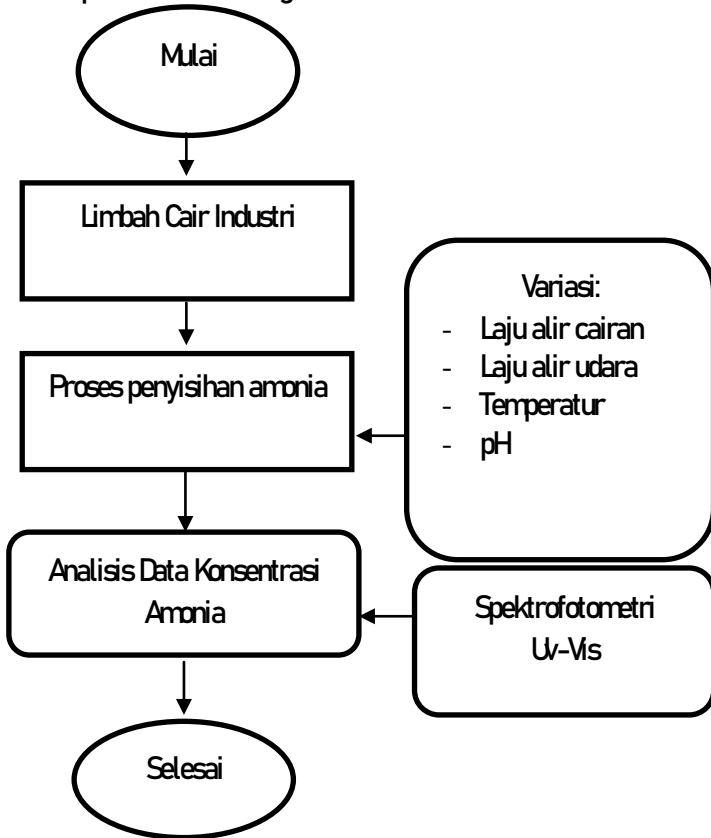 Mulai
Limbah Cair Industri
Variasi:
- Laju alir cairan
- Laju alir udara
- Temperatur
- pH
Proses penyisihan amonia
Analisis Data Konsentrasi
Amonia
Spektrofotometri
Uv-Vis
Selesai